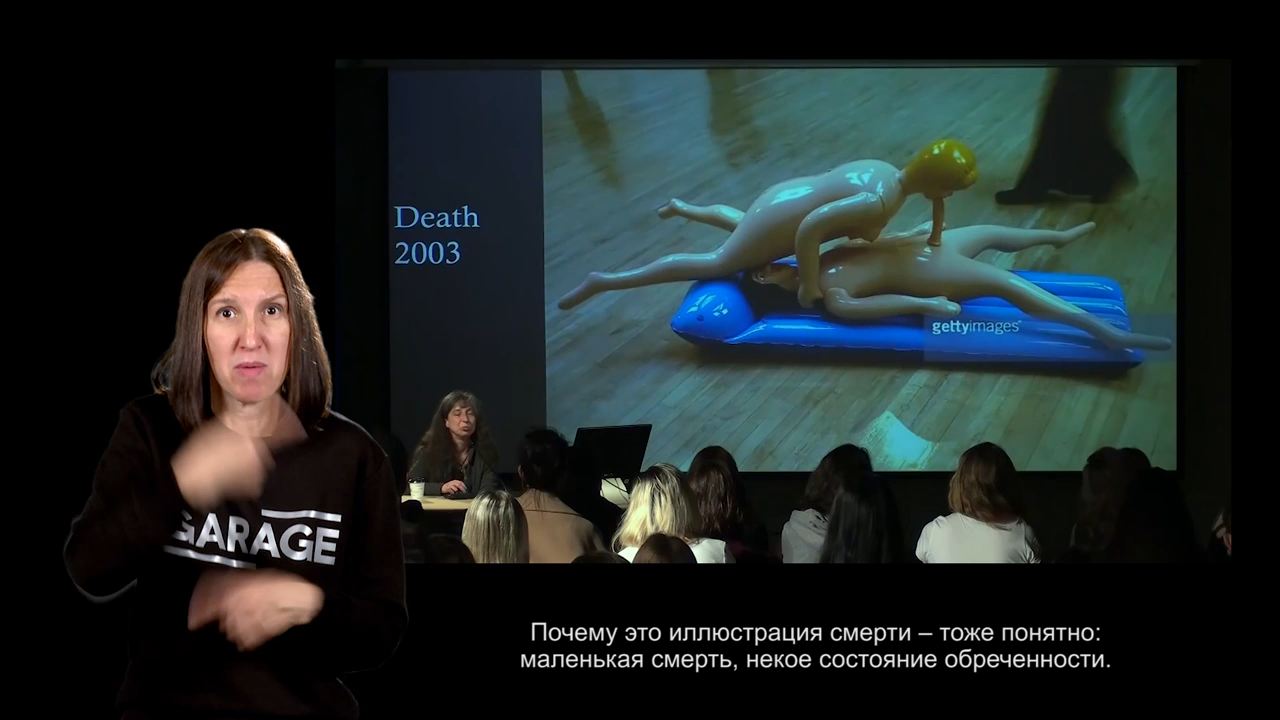 Death
2003
gettyimages®
GARAGE
Почему это иллюстрация смерти – тоже понятно:
маленькая смерть, некое состояние обреченности.